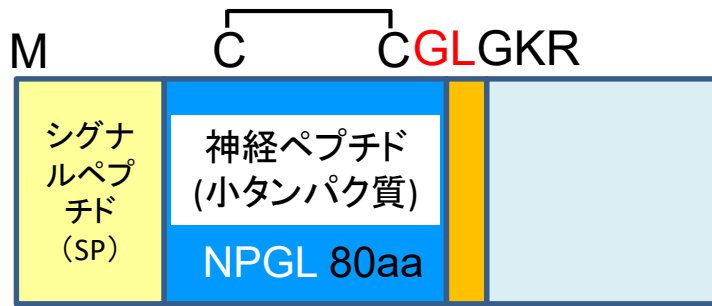 M C CGLGKR
シグナ
ルペプ
チド
（SP）
神経ペプチド
(小タンパク質)
NPGL 80aa